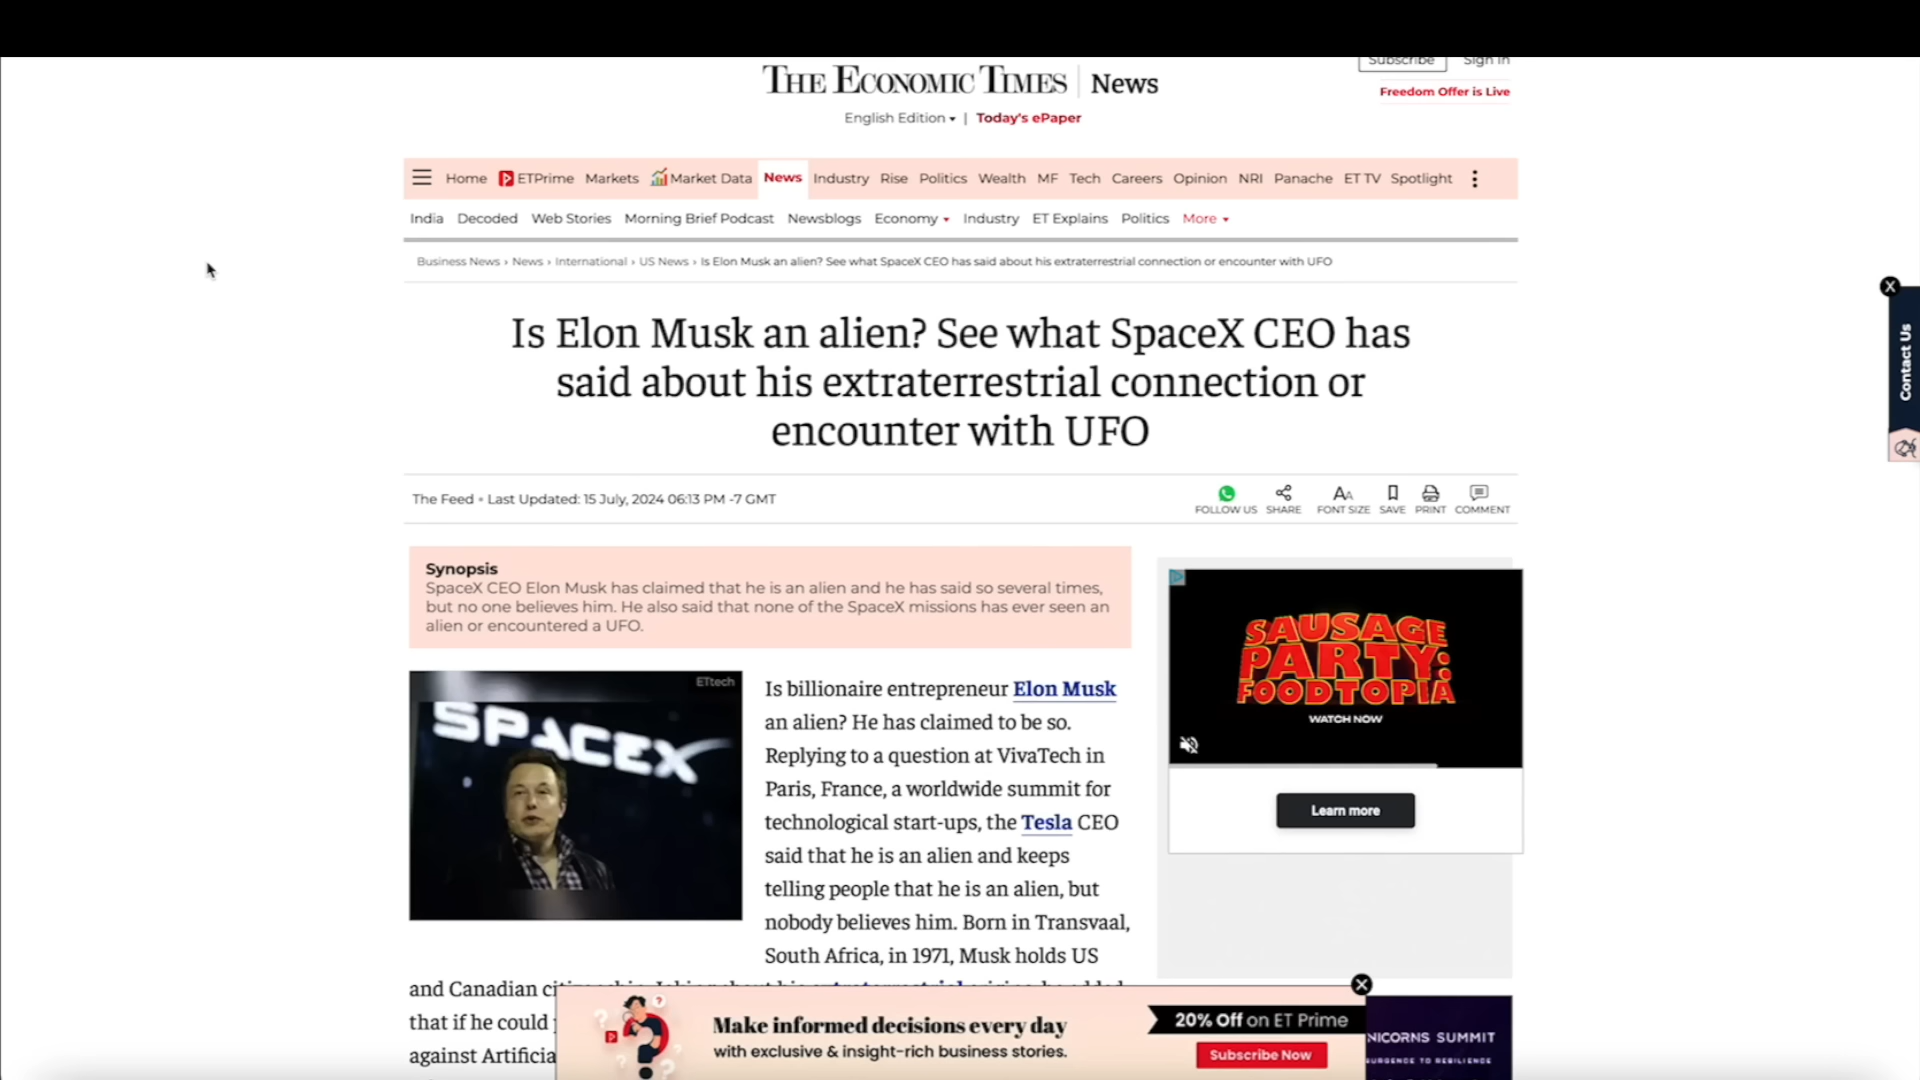 Subscribe Sign In
THE ECONOMIC TIMES | News
Freedom Offer is Live
English Edition | Today's ePaper
Home ETPrime Markets Market Data News Industry Rise Politics Wealth MF Tech Careers Opinion NRI Panache ET TV Spotlight
India Decoded Web Stories Morning Brief Podcast Newsblogs Economy Industry ET Explains Politics More
Business News › News › International › US News › Is Elon Musk an alien? See what SpaceX CEO has said about his extraterrestrial connection or encounter with UFO
Is Elon Musk an alien? See what SpaceX CEO has
said about his extraterrestrial connection or
encounter with UFO
The Feed • Last Updated: 15 July, 2024 06:13 PM -7 GMT
FOLLOW US SHARE FONT SIZE SAVE PRINT COMMENT
Synopsis
SpaceX CEO Elon Musk has claimed that he is an alien and he has said so several times,
but no one believes him. He also said that none of the SpaceX missions has ever seen an
alien or encountered a UFO.
ETtech
SPACEX
Is billionaire entrepreneur Elon Musk
an alien? He has claimed to be so.
Replying to a question at VivaTech in
Paris, France, a worldwide summit for
technological start-ups, the Tesla CEO
said that he is an alien and keeps
telling people that he is an alien, but
nobody believes him. Born in Transvaal,
South Africa, in 1971, Musk holds US
and Canadian
that if he could
against
SAUSAGE
PARTY:
FOODTOPIA
WATCH NOW
Learn more
X
Contact Us
Make informed decisions every day
with exclusive & insight-rich business stories.
20% Off on ET Prime
Subscribe Now
NICORNS SUMMIT
URGENCE TO RESILIENCE